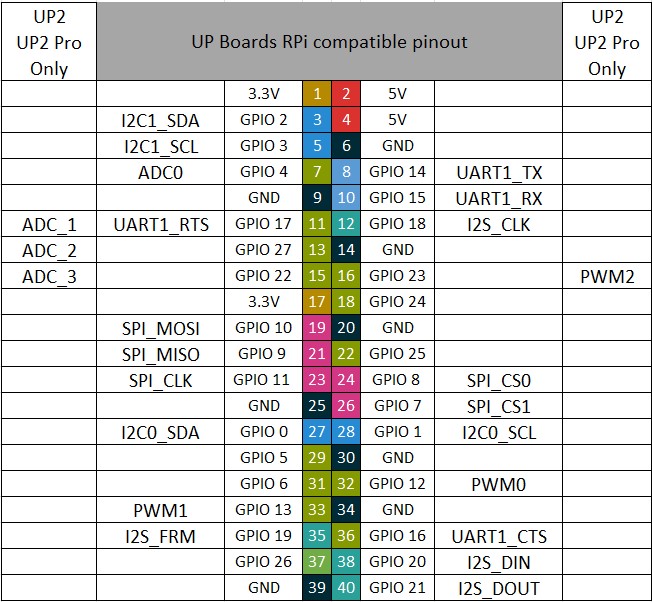 UP2
UP2 Pro
Only
UP Boards RPi compatible pinout
UP2
UP2 Pro
Only
3.3V 1 2 5V
I2C1_SDA GPIO 2 3 4 5V
I2C1_SCL GPIO 3 5 6 GND
ADC0 GPIO 4 7 8 GPIO 14 UART1_TX
GND 9 10 GPIO 15 UART1_RX
ADC_1 UART1_RTS GPIO 17 11 12 GPIO 18 I2S_CLK
ADC_2 GPIO 27 13 14 GND
ADC_3 GPIO 22 15 16 GPIO 23 PWM2
3.3V 17 18 GPIO 24
SPI_MOSI GPIO 10 19 20 GND
SPI_MISO GPIO 9 21 22 GPIO 25
SPI_CLK GPIO 11 23 24 GPIO 8 SPI_CS0
GND 25 26 GPIO 7 SPI_CS1
I2C0_SDA GPIO 0 27 28 GPIO 1 I2C0_SCL
GPIO 5 29 30 GND
GPIO 6 31 32 GPIO 12 PWM0
PWM1 GPIO 13 33 34 GND
I2S_FRM GPIO 19 35 36 GPIO 16 UART1_CTS
GPIO 26 37 38 GPIO 20 I2S_DIN
GND 39 40 GPIO 21 I2S_DOUT